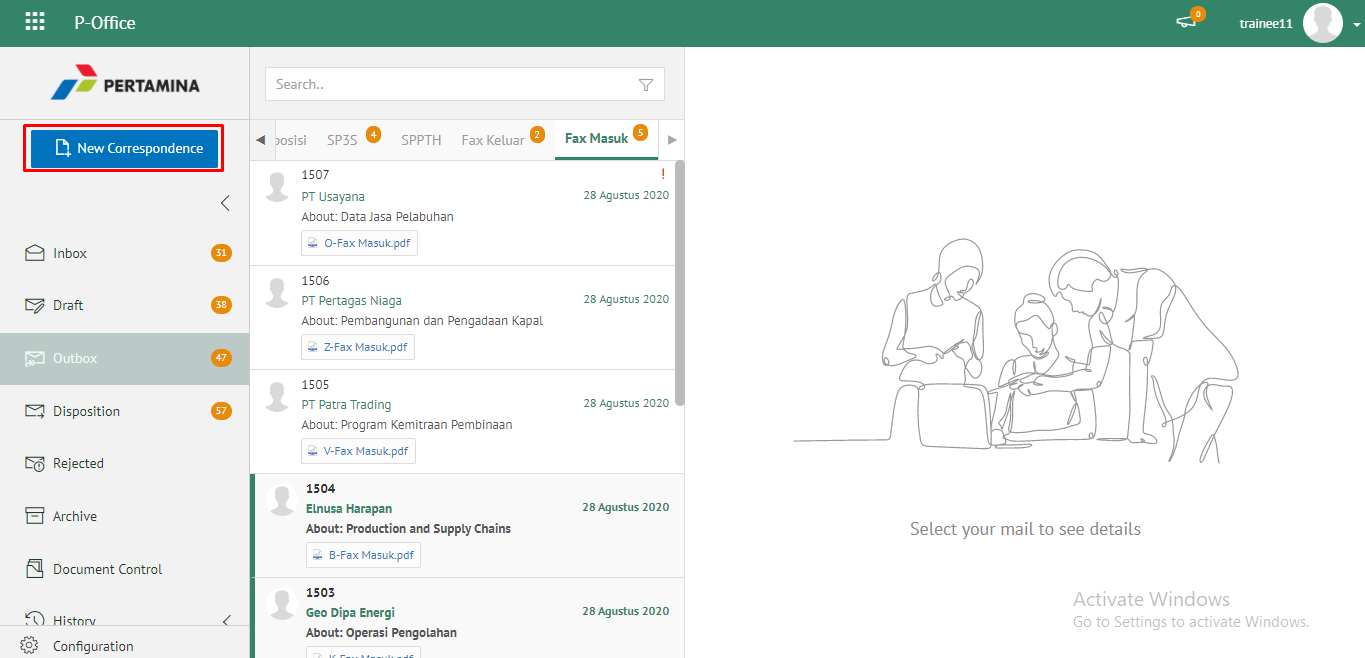 P-Office
0
trainee11
PERTAMINA
New Correspondence
Inbox 31
Draft 38
Outbox 47
Disposition 57
Rejected
Archive
Document Control
History
Configuration
Search..
posisi SP3S 4 SPPTH Fax Keluar 2 Fax Masuk 5
1507 !
PT Usayana 28 Agustus 2020
About: Data Jasa Pelabuhan
O-Fax Masuk.pdf
1506
PT Pertagas Niaga 28 Agustus 2020
About: Pembangunan dan Pengadaan Kapal
Z-Fax Masuk.pdf
1505
PT Patra Trading 28 Agustus 2020
About: Program Kemitraan Pembinaan
V-Fax Masuk.pdf
1504
Elnusa Harapan 28 Agustus 2020
About: Production and Supply Chains
B-Fax Masuk.pdf
1503
Geo Dipa Energi 28 Agustus 2020
About: Operasi Pengolahan
K-Fax Masuk.pdf
Select your mail to see details
Activate Windows
Go to Settings to activate Windows.